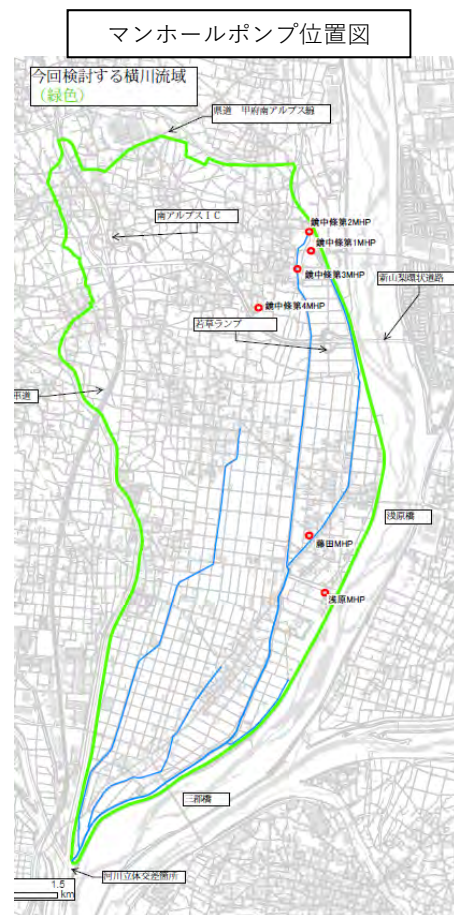 マンホールポンプ位置図
今回検討する横川流域
（緑色）
県道 甲府南アルプス線
南アルプスＩＣ
鏡中條第2MHP
鏡中條第1MHP
鏡中條第3MHP
新山梨環状道路
鏡中條第4MHP
若草ランプ
浅原橋
藤田MHP
浅原MHP
三郡橋
河川立体交差箇所
1.5
km